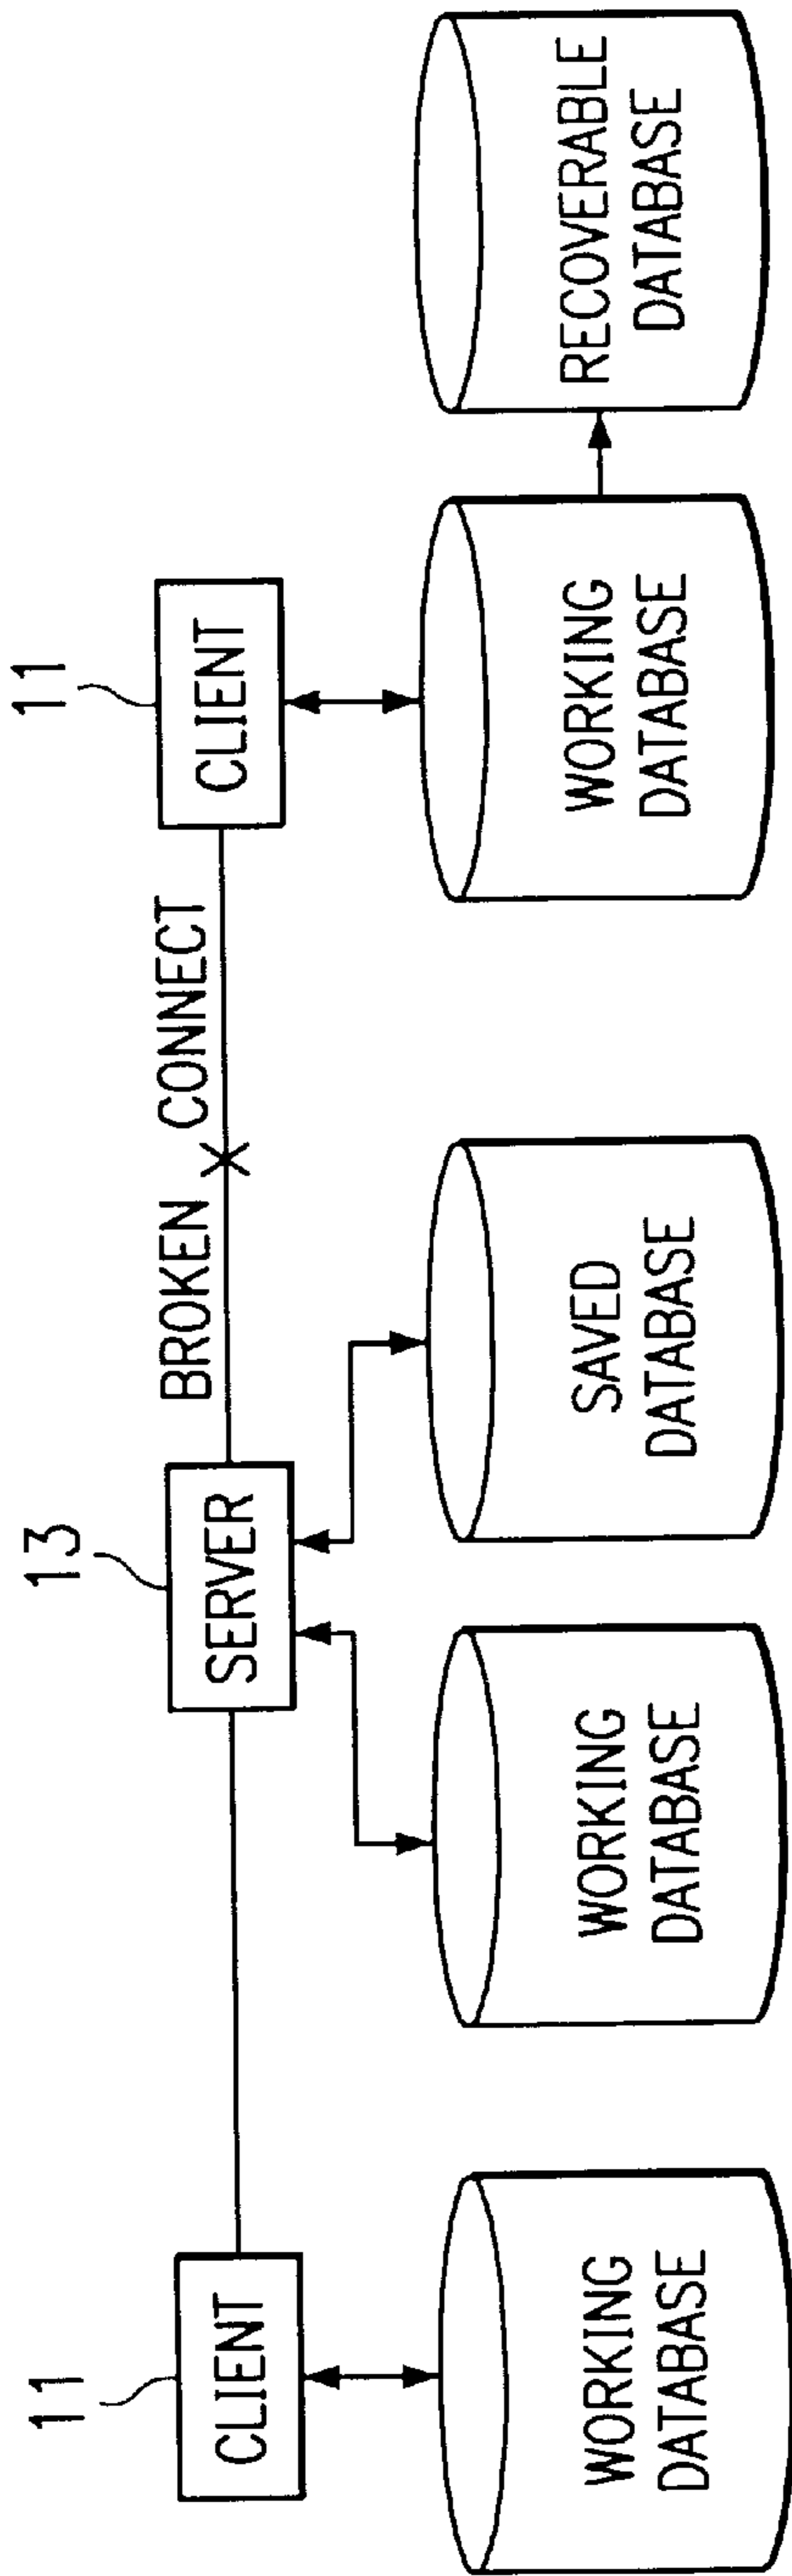 11
13
11
CLIENT
SERVER
BROKEN
CONNECT
CLIENT
WORKING
DATABASE
WORKING
DATABASE
SAVED
DATABASE
WORKING
DATABASE
RECOVERABLE
DATABASE